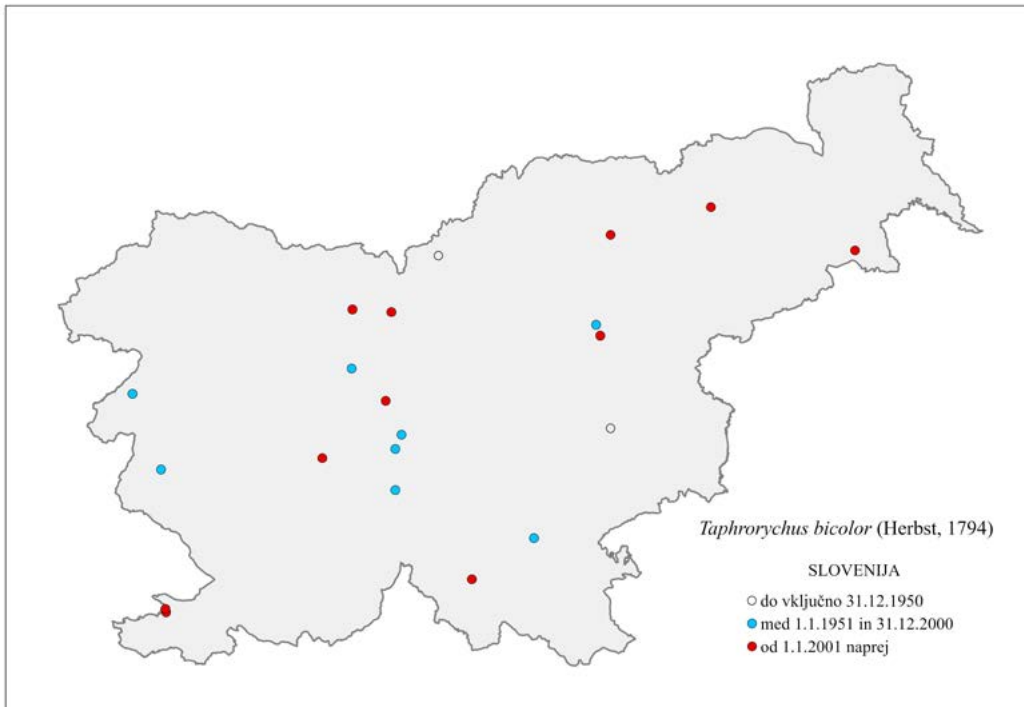 Taphrorychus bicolor (Herbst, 1794)
SLOVENIJA
do vključno 31.12.1950
med 1.1.1951 in 31.12.2000
od 1.1.2001 naprej